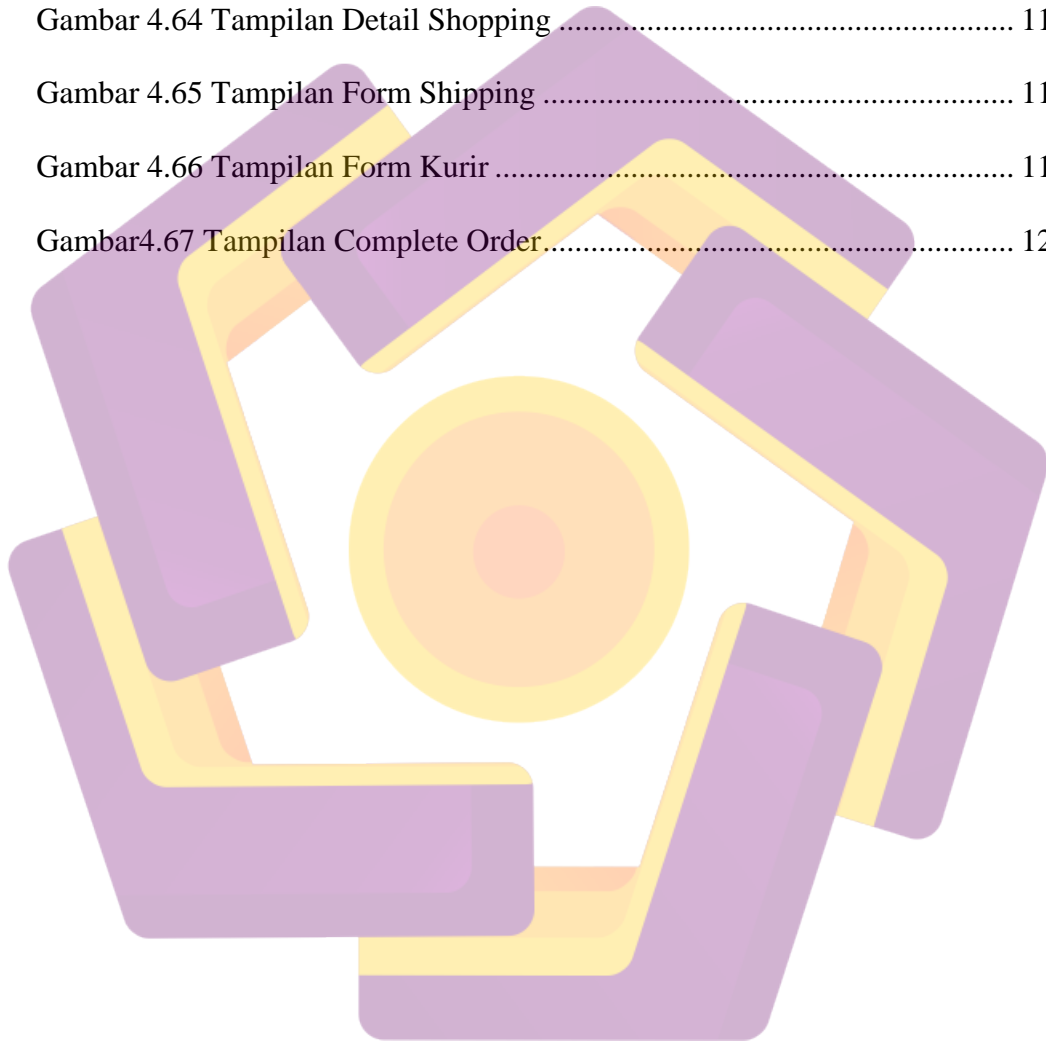 Gambar 4.64 Tampilan Detail Shopping ........................................................ 11
Gambar 4.65 Tampilan Form Shipping .......................................................... 11
Gambar 4.66 Tampilan Form Kurir ................................................................ 11
Gambar4.67 Tampilan Complete Order.......................................................... 12